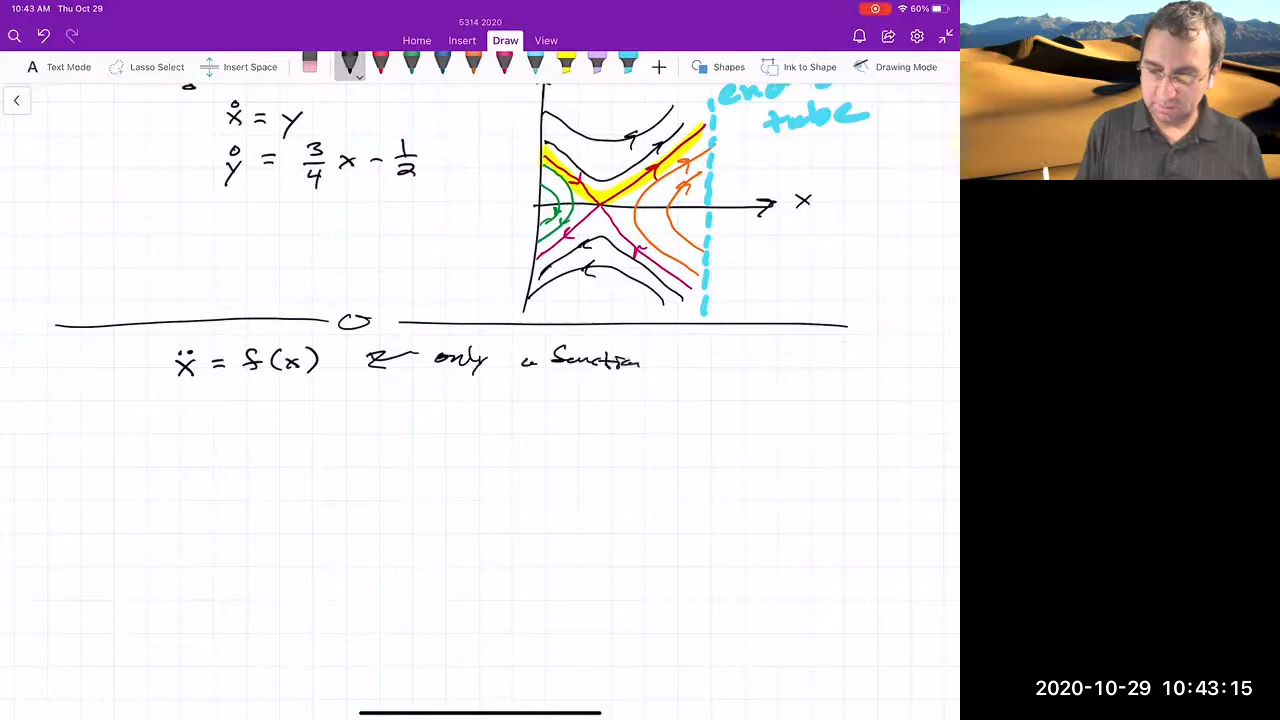 10:43 AM Thu Oct 29
60%
5314 2020
Home Insert Draw View
A Text Mode Lasso Select Insert Space + Shapes Ink to Shape Drawing Mode
end
tube
ẋ = y
ẏ = 3/4 x - 1/2
x
ẍ = f(x) ← only a function
2020-10-29 10:43:15